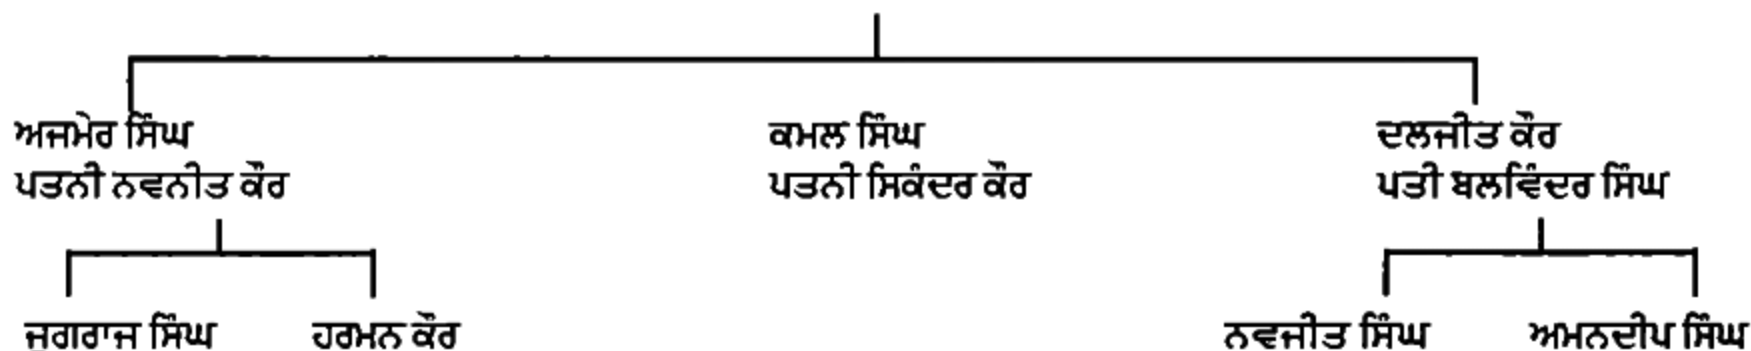 ਅਜਮੇਰ ਸਿੰਘ ਕਮਲ ਸਿੰਘ ਦਲਜੀਤ ਕੌਰ
ਪਤਨੀ ਨਵਨੀਤ ਕੌਰ ਪਤਨੀ ਸਿਕੰਦਰ ਕੌਰ ਪਤੀ ਬਲਵਿੰਦਰ ਸਿੰਘ
ਜਗਰਾਜ ਸਿੰਘ ਹਰਮਨ ਕੌਰ ਨਵਜੀਤ ਸਿੰਘ ਅਮਨਦੀਪ ਸਿੰਘ